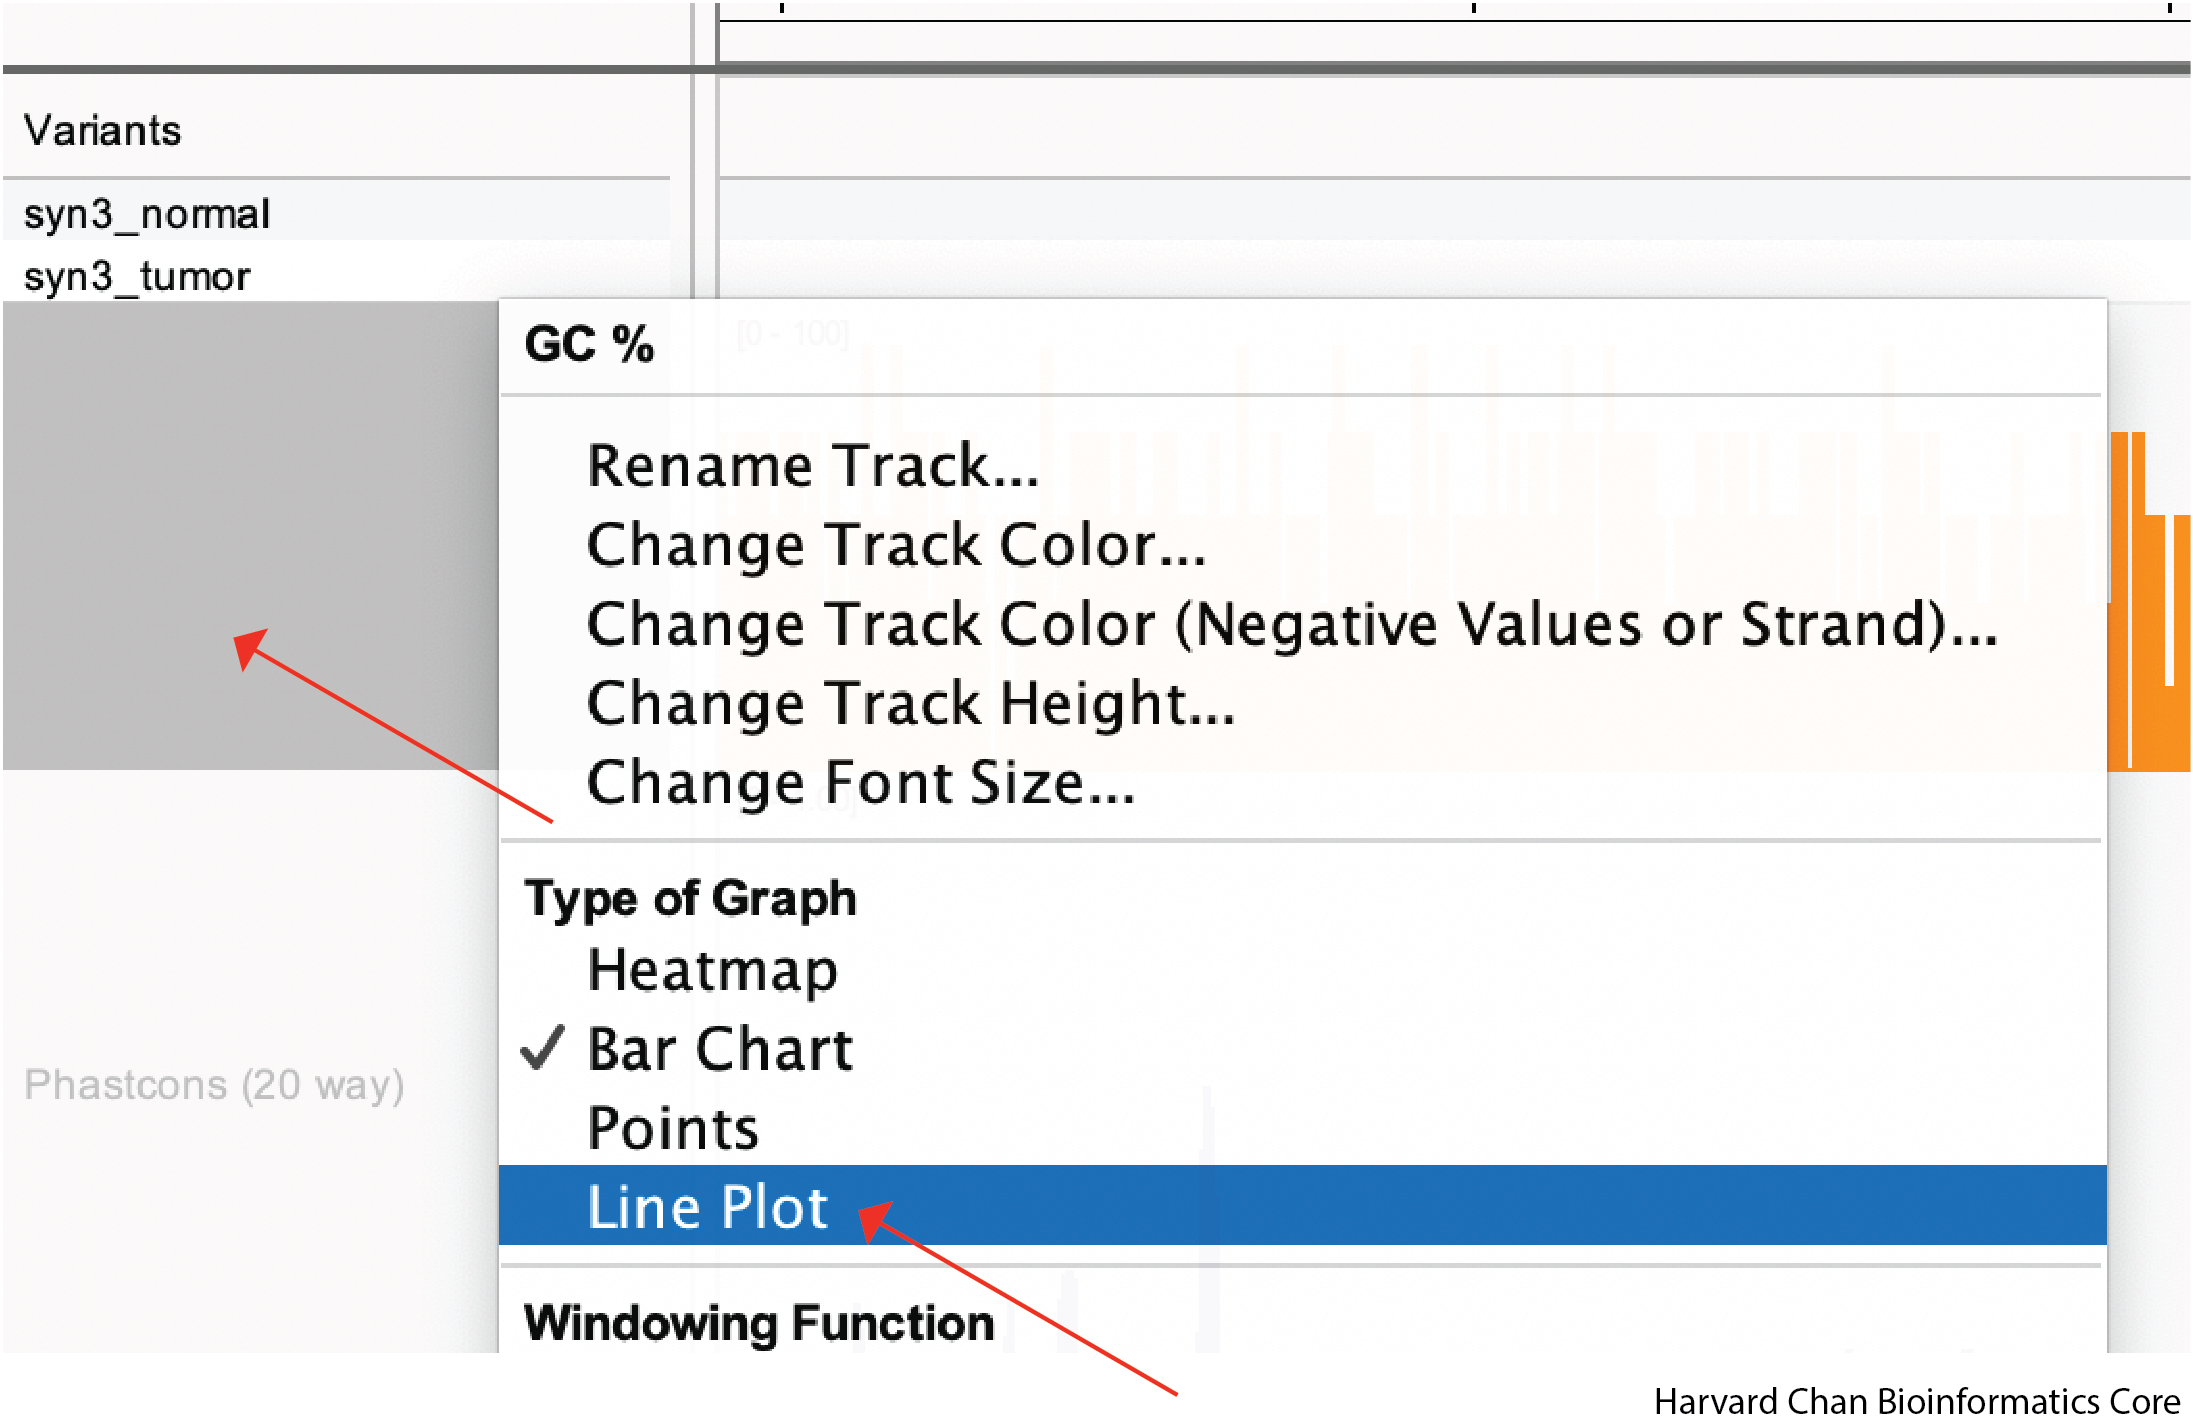 Variants
syn3_normal
syn3_tumor
GC %
[0 - 100]
Rename Track...
Change Track Color...
Change Track Color (Negative Values or Strand)...
Change Track Height...
Change Font Size...
Type of Graph
Heatmap
✓ Bar Chart
Phastcons (20 way)
Points
Line Plot
Windowing Function
Harvard Chan Bioinformatics Core